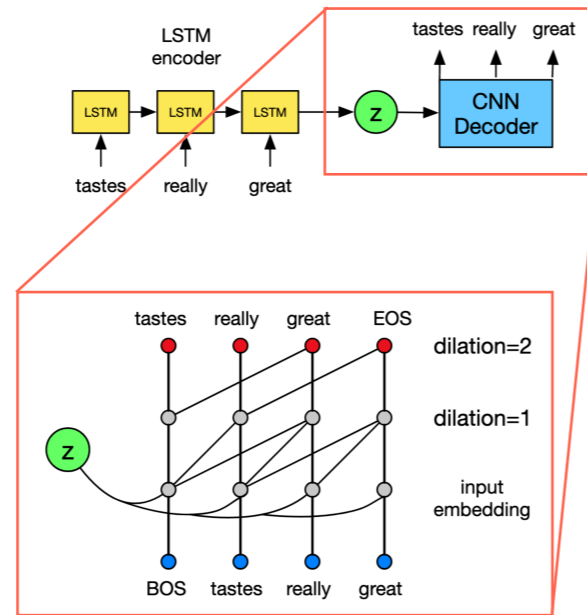 LSTM
encoder
tastes really great
LSTM LSTM LSTM
z
CNN
Decoder
tastes really great
tastes really great EOS
dilation=2
dilation=1
z
input
embedding
BOS tastes really great